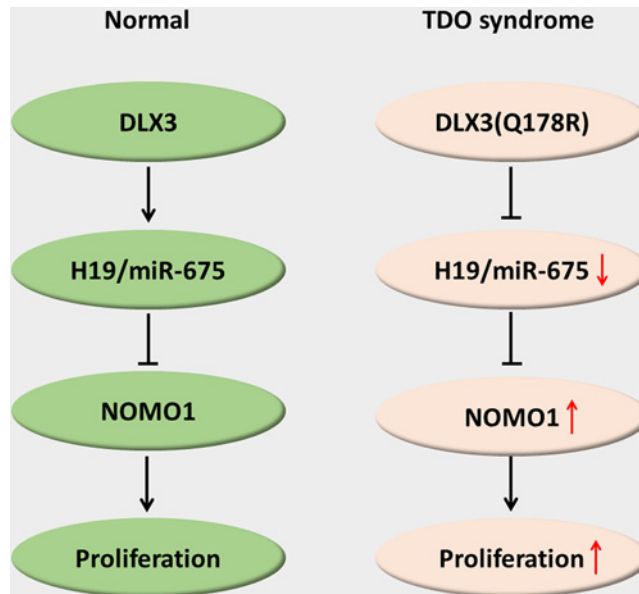 Normal
DLX3
H19/miR-675
NOMO1
Proliferation
TDO syndrome
DLX3(Q178R)
H19/miR-675↓
NOMO1↑
Proliferation↑